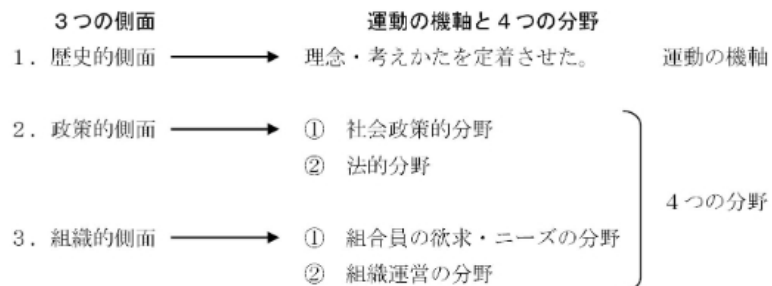 3つの側面 運動の機軸と4つの分野
1．歴史的側面 理念・考えかたを定着させた。 運動の機軸
2．政策的側面 ① 社会政策的分野
② 法的分野
4つの分野
3．組織的側面 ① 組合員の欲求・ニーズの分野
② 組織運営の分野